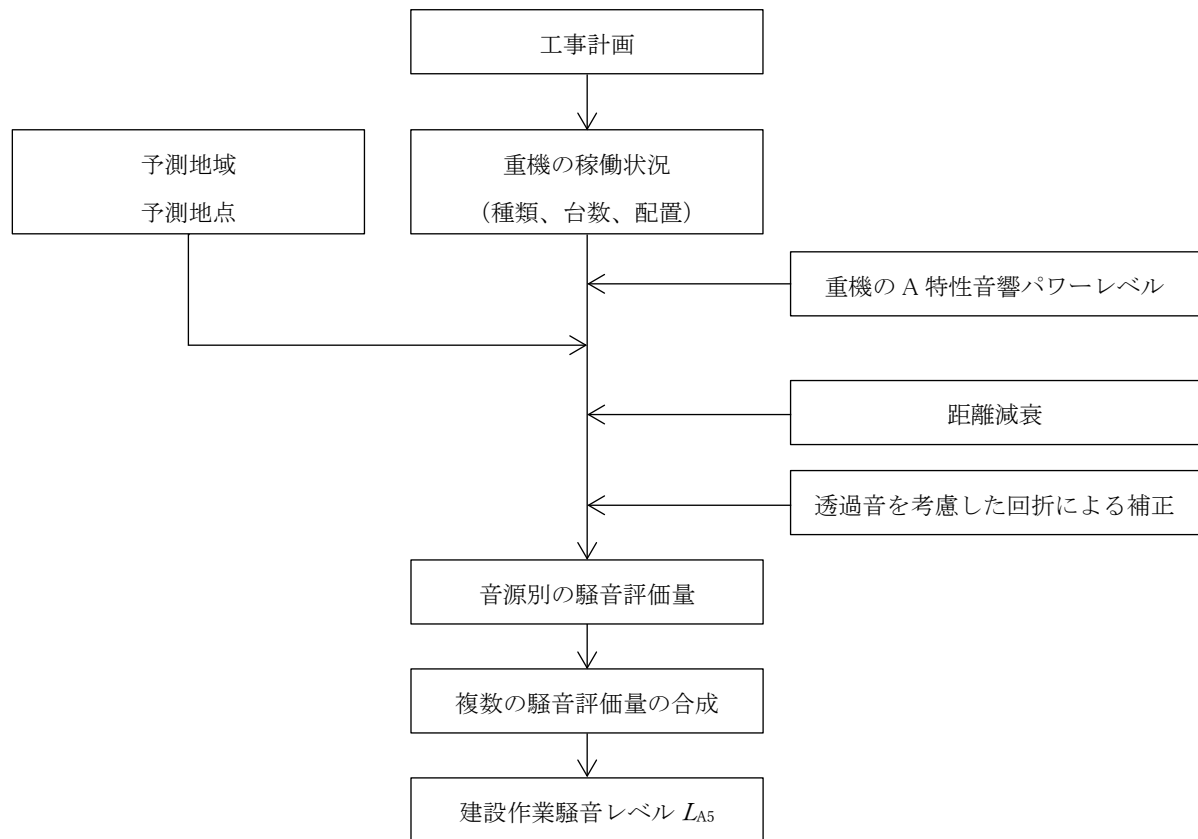 工事計画
予測地域
予測地点
重機の稼働状況
（種類、台数、配置）
重機の A 特性音響パワーレベル
距離減衰
透過音を考慮した回折による補正
音源別の騒音評価量
複数の騒音評価量の合成
建設作業騒音レベル LA5